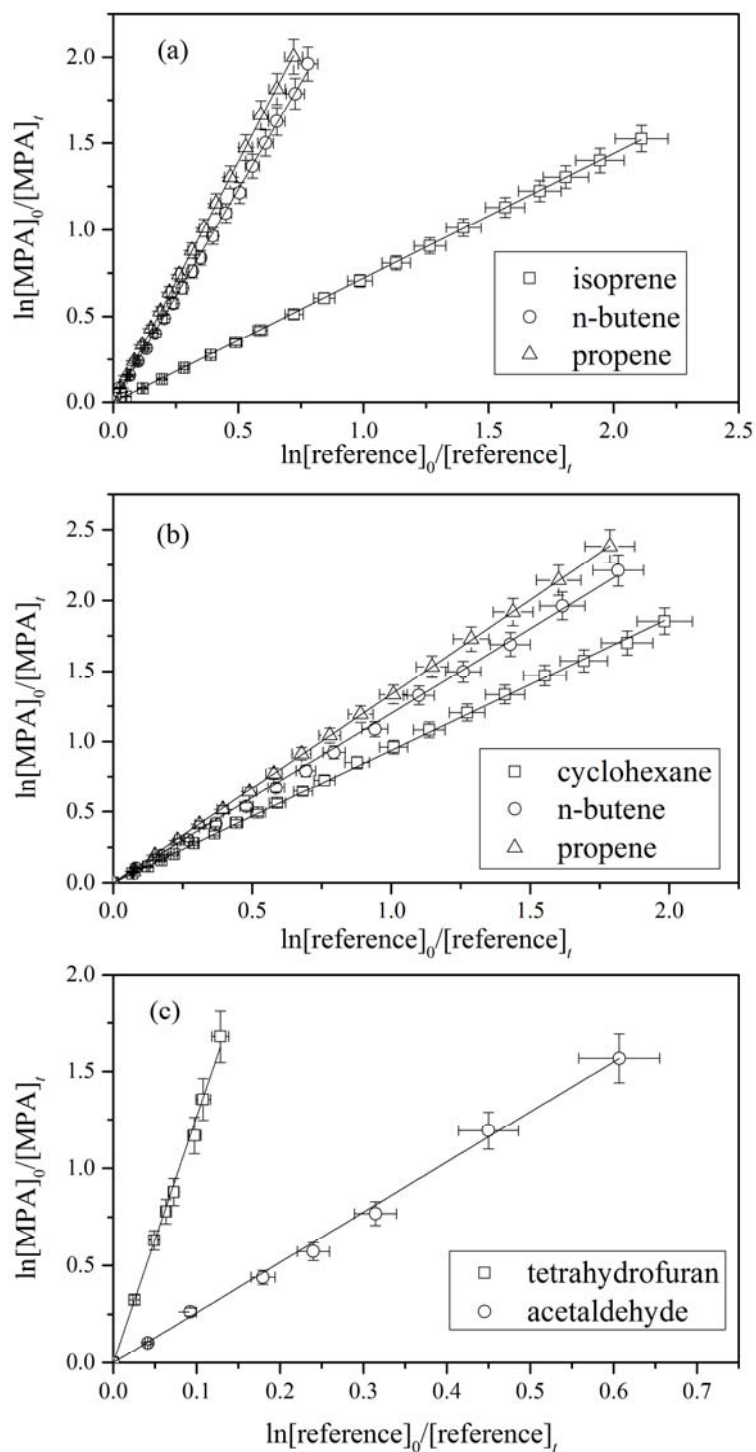 (a)
2.0
1.5
1.0
0.5
0.0
ln[MPA]₀/[MPA]ₜ
isoprene
n-butene
propene
0.0 0.5 1.0 1.5 2.0 2.5
ln[reference]₀/[reference]ₜ
(b)
2.5
2.0
1.5
1.0
0.5
0.0
ln[MPA]₀/[MPA]ₜ
cyclohexane
n-butene
propene
0.0 0.5 1.0 1.5 2.0
ln[reference]₀/[reference]ₜ
(c)
2.0
1.5
1.0
0.5
0.0
ln[MPA]₀/[MPA]ₜ
tetrahydrofuran
acetaldehyde
0.0 0.1 0.2 0.3 0.4 0.5 0.6 0.7
ln[reference]₀/[reference]ₜ